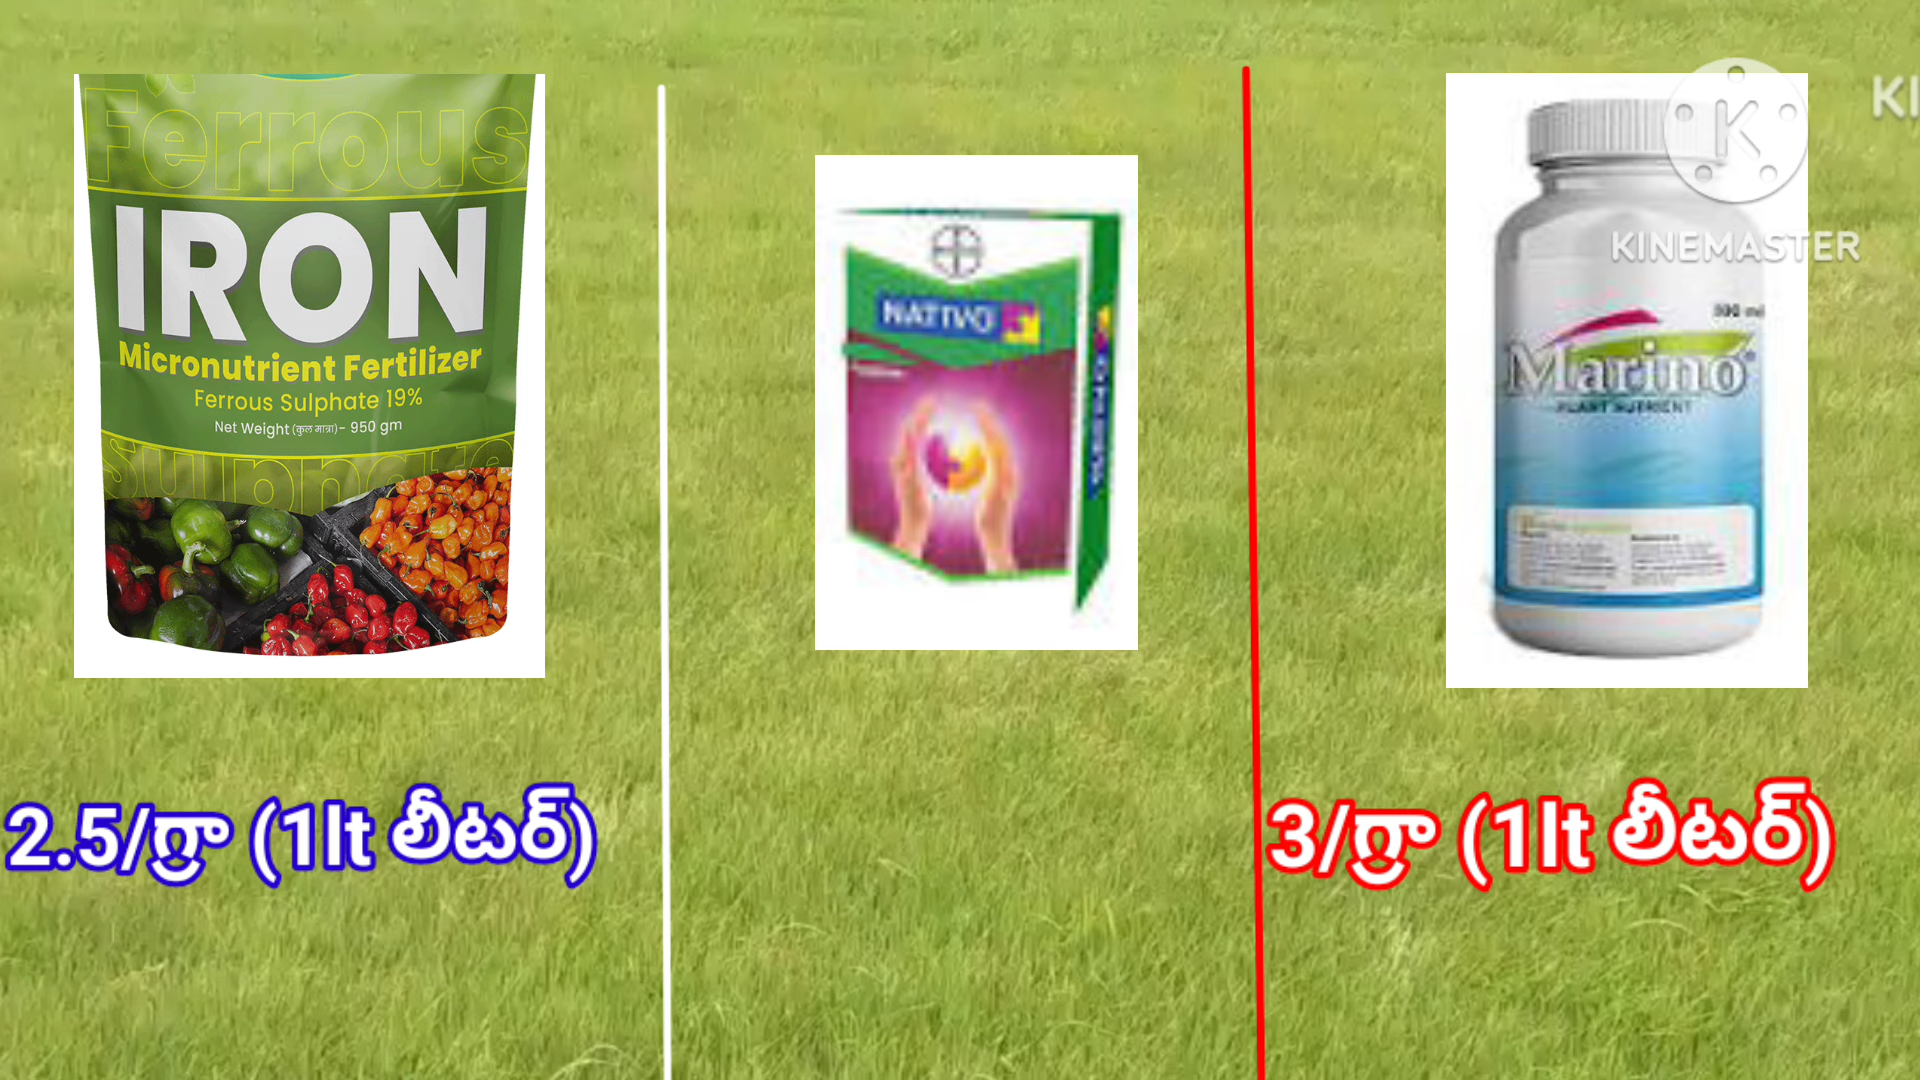 Ferrous
IRON
Micronutrient Fertilizer
Ferrous Sulphate 19%
Net Weight (कुल मात्रा) - 950 gm
Sulphate
2.5/గ్రా (1lt లీటర్)
NATIVO
KINEMASTER
KI
Marino
PLANT NUTRIENT
3/గ్రా (1lt లీటర్)